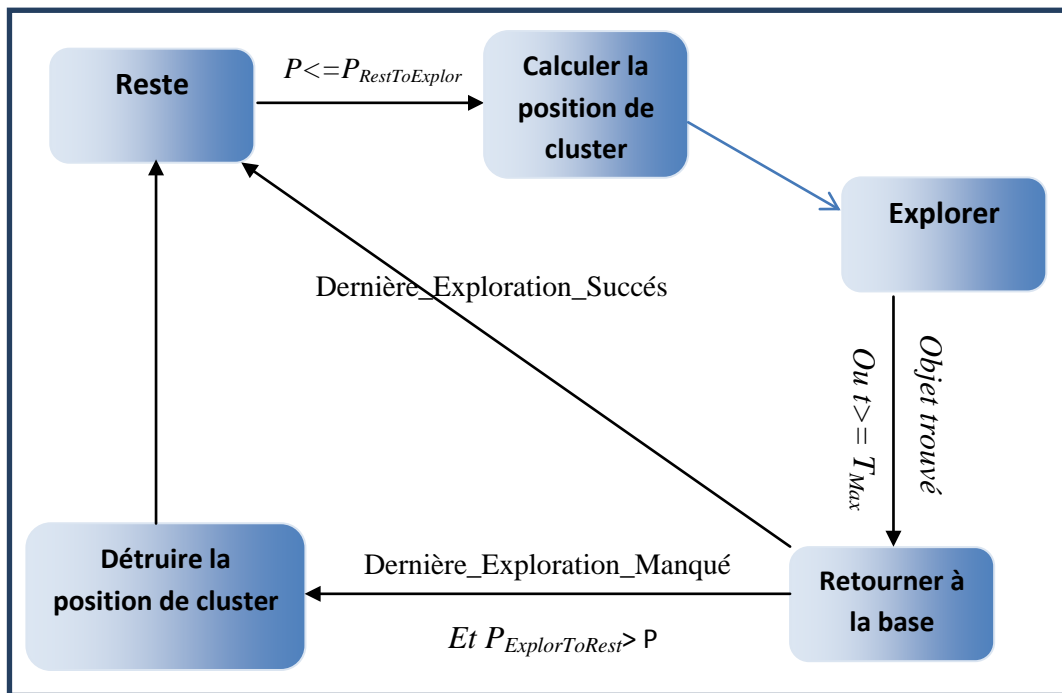 Reste
P<=P_RestToExplor
Calculer la
position de
cluster
Explorer
Dernière_Exploration_Succés
Objet trouvé
Ou t>= T_Max
Détruire la
position de cluster
Dernière_Exploration_Manqué
Et P_ExplorToRest> P
Retourner à
la base